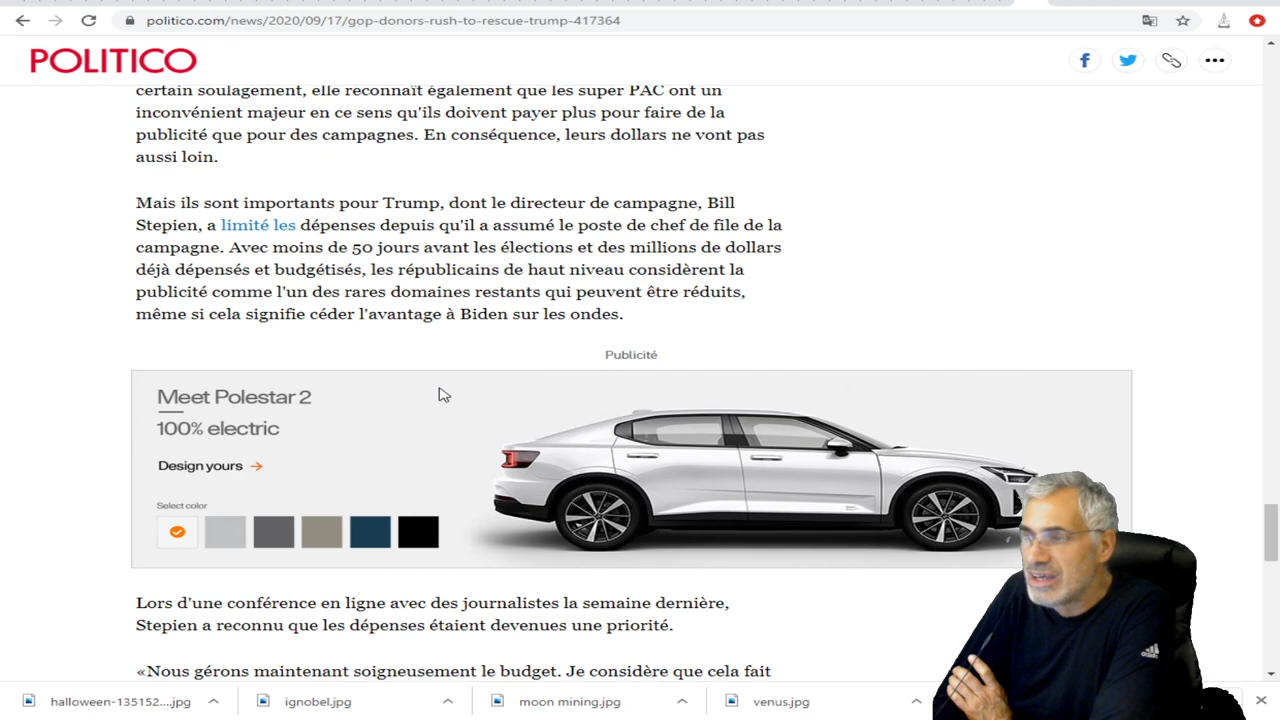 politico.com/news/2020/09/17/gop-donors-rush-to-rescue-trump-417364
POLITICO
certain soulagement, elle reconnaît également que les super PAC ont un
inconvénient majeur en ce sens qu'ils doivent payer plus pour faire de la
publicité que pour des campagnes. En conséquence, leurs dollars ne vont pas
aussi loin.
Mais ils sont importants pour Trump, dont le directeur de campagne, Bill
Stepien, a limité les dépenses depuis qu'il a assumé le poste de chef de file de la
campagne. Avec moins de 50 jours avant les élections et des millions de dollars
déjà dépensés et budgétisés, les républicains de haut niveau considèrent la
publicité comme l'un des rares domaines restants qui peuvent être réduits,
même si cela signifie céder l'avantage à Biden sur les ondes.
Publicité
Meet Polestar 2
100% electric
Design yours →
Select color
Lors d'une conférence en ligne avec des journalistes la semaine dernière,
Stepien a reconnu que les dépenses étaient devenues une priorité.
«Nous gérons maintenant soigneusement le budget. Je considère que cela fait
adidas
halloween-135152....jpg
ignobel.jpg
moon mining.jpg
venus.jpg